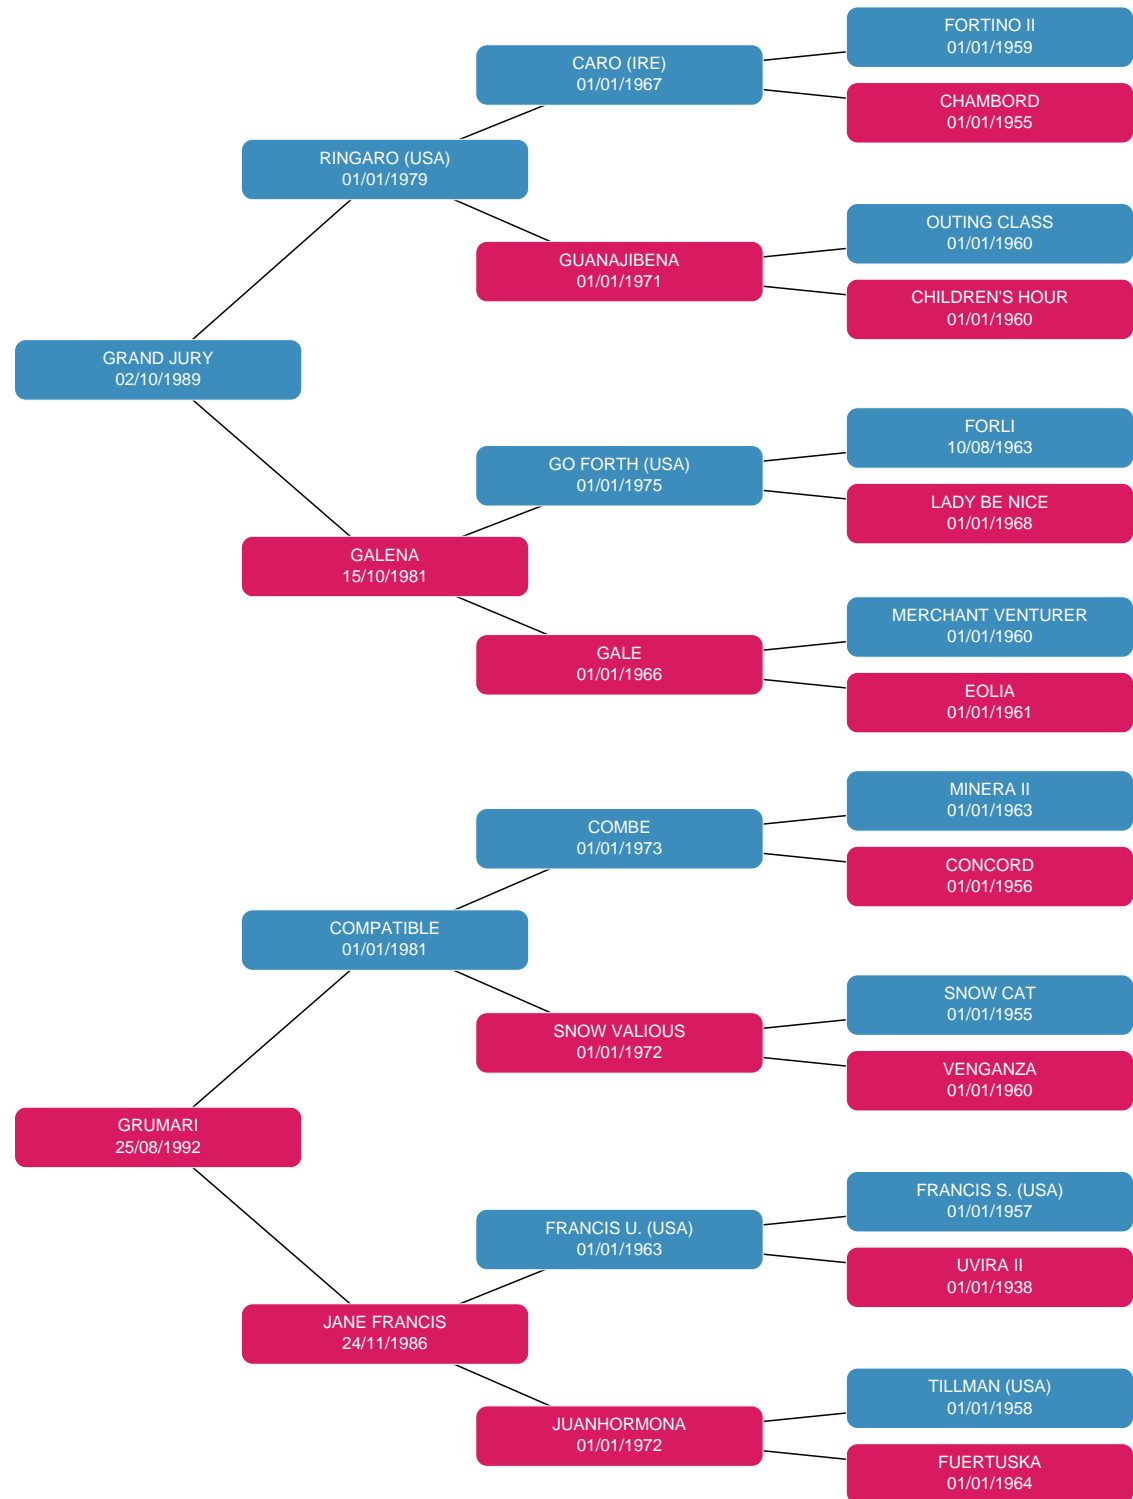 FORTINO II
01/01/1959
CARO (IRE)
01/01/1967
CHAMBORD
01/01/1955
RINGARO (USA)
01/01/1979
OUTING CLASS
01/01/1960
GUANAJIBENA
01/01/1971
CHILDREN'S HOUR
01/01/1960
GRAND JURY
02/10/1989
FORLI
10/08/1963
GO FORTH (USA)
01/01/1975
LADY BE NICE
01/01/1968
GALENA
15/10/1981
MERCHANT VENTURER
01/01/1960
GALE
01/01/1966
EOLIA
01/01/1961
MINERA II
01/01/1963
COMBE
01/01/1973
CONCORD
01/01/1956
COMPATIBLE
01/01/1981
SNOW CAT
01/01/1955
SNOW VALIOUS
01/01/1972
VENGANZA
01/01/1960
GRUMARI
25/08/1992
FRANCIS S. (USA)
01/01/1957
FRANCIS U. (USA)
01/01/1963
UVIRA II
01/01/1938
JANE FRANCIS
24/11/1986
TILLMAN (USA)
01/01/1958
JUANHORMONA
01/01/1972
FUERTUSKA
01/01/1964